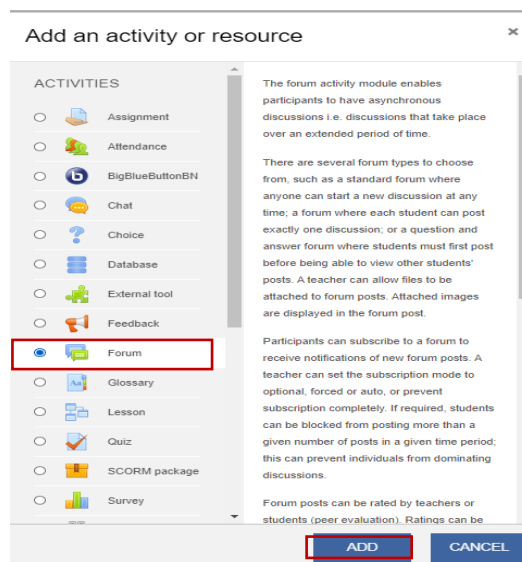 Add an activity or resource
×
ACTIVITIES
Assignment
Attendance
BigBlueButtonBN
Chat
Choice
Database
External tool
Feedback
Forum
Glossary
Lesson
Quiz
SCORM package
Survey
The forum activity module enables
participants to have asynchronous
discussions i.e. discussions that take place
over an extended period of time.
There are several forum types to choose
from, such as a standard forum where
anyone can start a new discussion at any
time; a forum where each student can post
exactly one discussion; or a question and
answer forum where students must first post
before being able to view other students'
posts. A teacher can allow files to be
attached to forum posts. Attached images
are displayed in the forum post.
Participants can subscribe to a forum to
receive notifications of new forum posts. A
teacher can set the subscription mode to
optional, forced or auto, or prevent
subscription completely. If required, students
can be blocked from posting more than a
given number of posts in a given time period;
this can prevent individuals from dominating
discussions.
Forum posts can be rated by teachers or
students (peer evaluation). Ratings can be
ADD
CANCEL